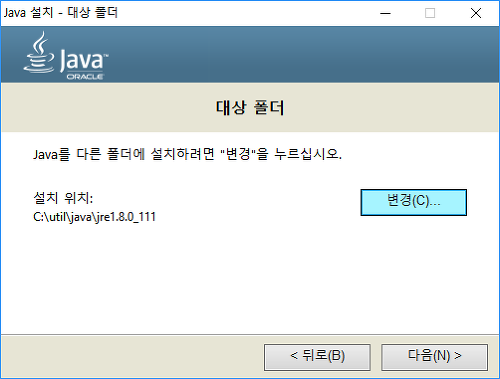 Java 설치 - 대상 폴더
Java™
ORACLE
대상 폴더
Java를 다른 폴더에 설치하려면 "변경"을 누르십시오.
설치 위치:
C:\util\java\jre1.8.0_111
변경(C)...
< 뒤로(B)
다음(N) >